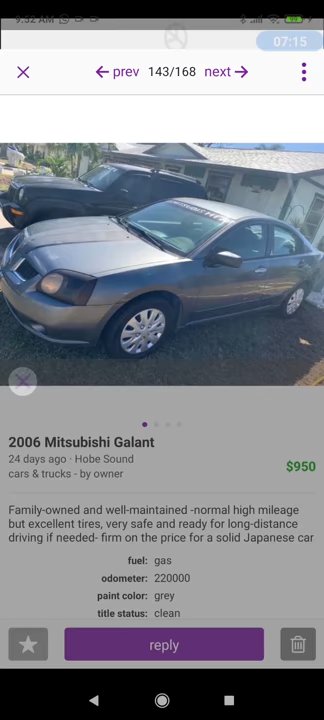 9:52 AM
07:15
prev 143/168 next
MITSUBISHI
2006 Mitsubishi Galant
24 days ago · Hobe Sound
cars & trucks - by owner
$950
Family-owned and well-maintained -normal high mileage
but excellent tires, very safe and ready for long-distance
driving if needed- firm on the price for a solid Japanese car
fuel: gas
odometer: 220000
paint color: grey
title status: clean
reply